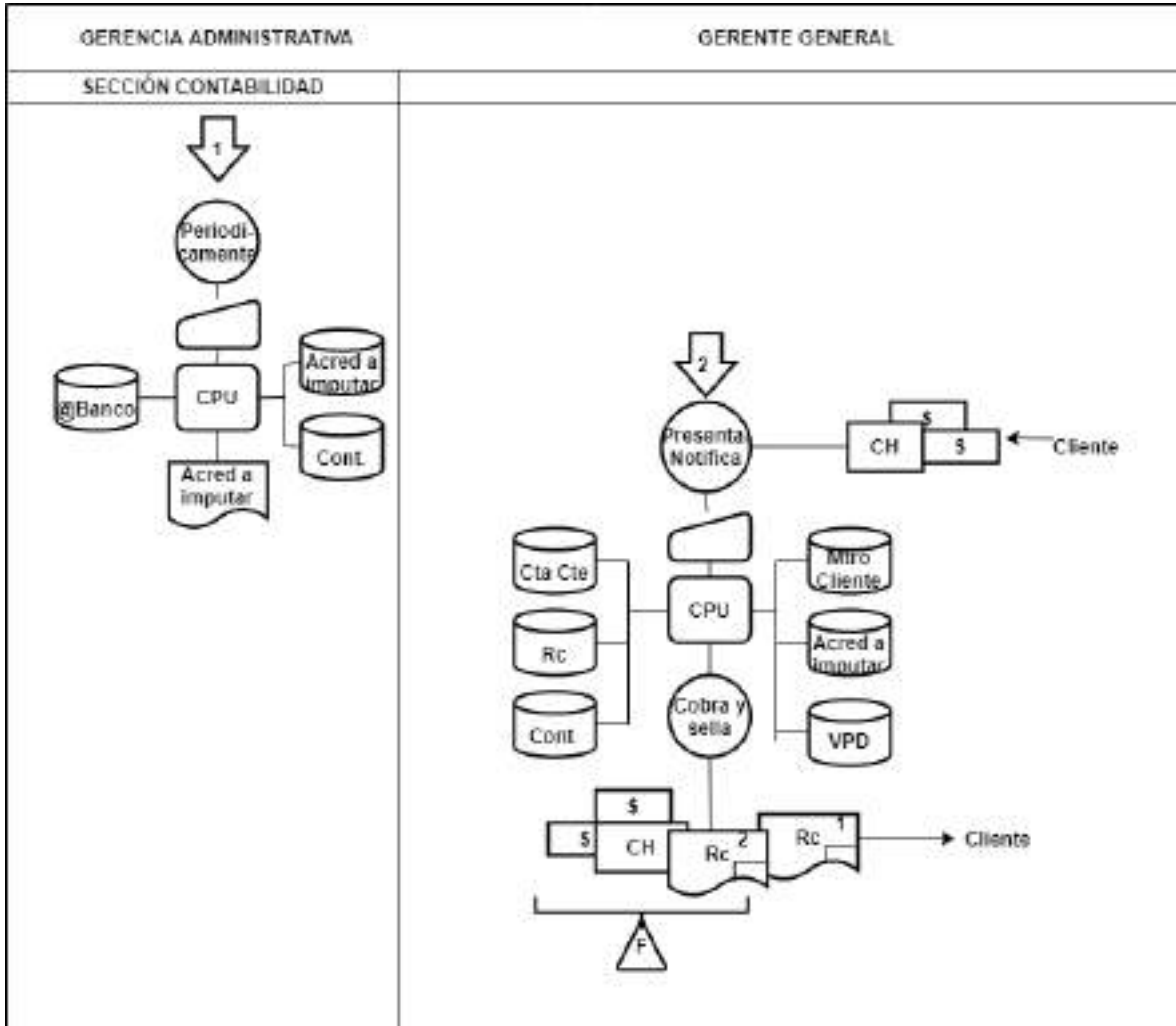 GERENCIA ADMINISTRATIVA
GERENTE GENERAL
SECCIÓN CONTABILIDAD
1
Periodi-
camente
@Banco
CPU
Acred a
imputar
Cont.
Acred a
imputar
2
Presenta
Notifica
$
CH
$
Cliente
Cta Cte
Mtro
Cliente
CPU
Rc
Acred a
imputar
Cont
Cobra y
sella
VPD
$
$
CH
Rc
2
Rc
1
Cliente
F